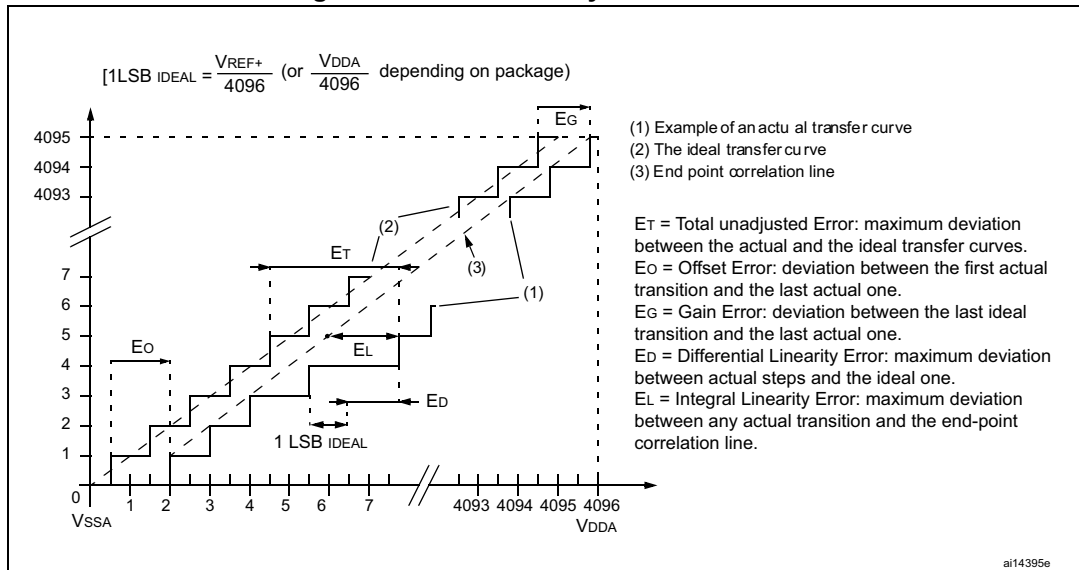 [1LSB IDEAL = VREF+ / 4096 (or VDDA / 4096 depending on package)
EG
4095
4094
4093
7
6
5
4
3
2
1
0
(1) Example of an actu al transfer curve
(2) The ideal transfer curve
(3) End point correlation line
ET = Total unadjusted Error: maximum deviation
between the actual and the ideal transfer curves.
EO = Offset Error: deviation between the first actual
transition and the last actual one.
EG = Gain Error: deviation between the last ideal
transition and the last actual one.
ED = Differential Linearity Error: maximum deviation
between actual steps and the ideal one.
EL = Integral Linearity Error: maximum deviation
between any actual transition and the end-point
correlation line.
(2)
ET
(3)
(1)
EO
EL
ED
1 LSB IDEAL
1 2 3 4 5 6 7 4093 4094 4095 4096
VSSA
VDDA
ai14395e